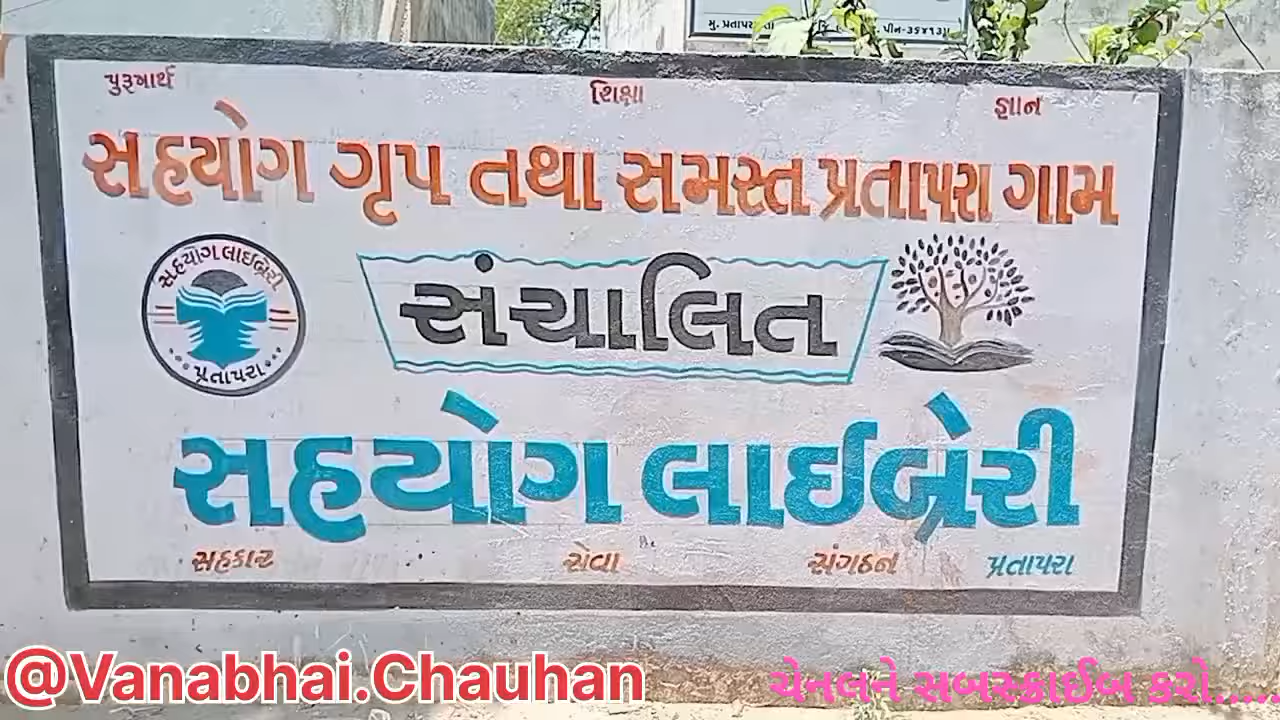 મુ. પ્રતાપરા
પીન-૩૬૪૧૩૫
પુરૂષાર્થ શિક્ષા જ્ઞાન
સહયોગ ગૃપ તથા સમસ્ત પ્રતાપરા ગામ
સહયોગ લાઇબ્રેરી
પ્રતાપરા
સંચાલિત
સહયોગ લાઈબ્રેરી
સહકાર સેવા સંગઠન પ્રતાપરા
@Vanabhai.Chauhan
ચેનલને સબસ્ક્રાઈબ કરો.....